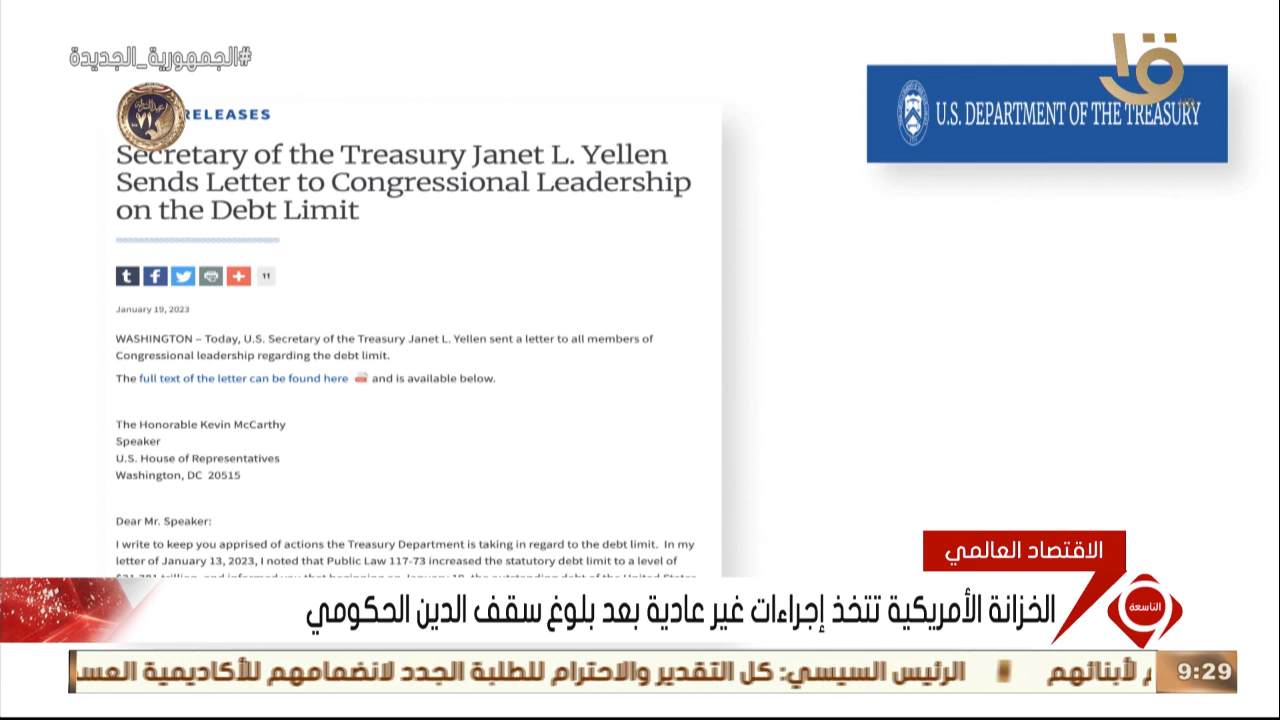 #الجمهورية_الجديدة
U.S. DEPARTMENT OF THE TREASURY
RELEASES
Secretary of the Treasury Janet L. Yellen
Sends Letter to Congressional Leadership
on the Debt Limit
11
January 19, 2023
WASHINGTON – Today, U.S. Secretary of the Treasury Janet L. Yellen sent a letter to all members of
Congressional leadership regarding the debt limit.
The full text of the letter can be found here and is available below.
The Honorable Kevin McCarthy
Speaker
U.S. House of Representatives
Washington, DC 20515
Dear Mr. Speaker:
I write to keep you apprised of actions the Treasury Department is taking in regard to the debt limit. In my
letter of January 13, 2023, I noted that Public Law 117-73 increased the statutory debt limit to a level of
الاقتصاد العالمي
الخزانة الأمريكية تتخذ إجراءات غير عادية بعد بلوغ سقف الدين الحكومي
التاسعة
لأبنائهم الرئيس السيسي: كل التقدير والاحترام للطلبة الجدد لانضمامهم للأكاديمية العس
9:29